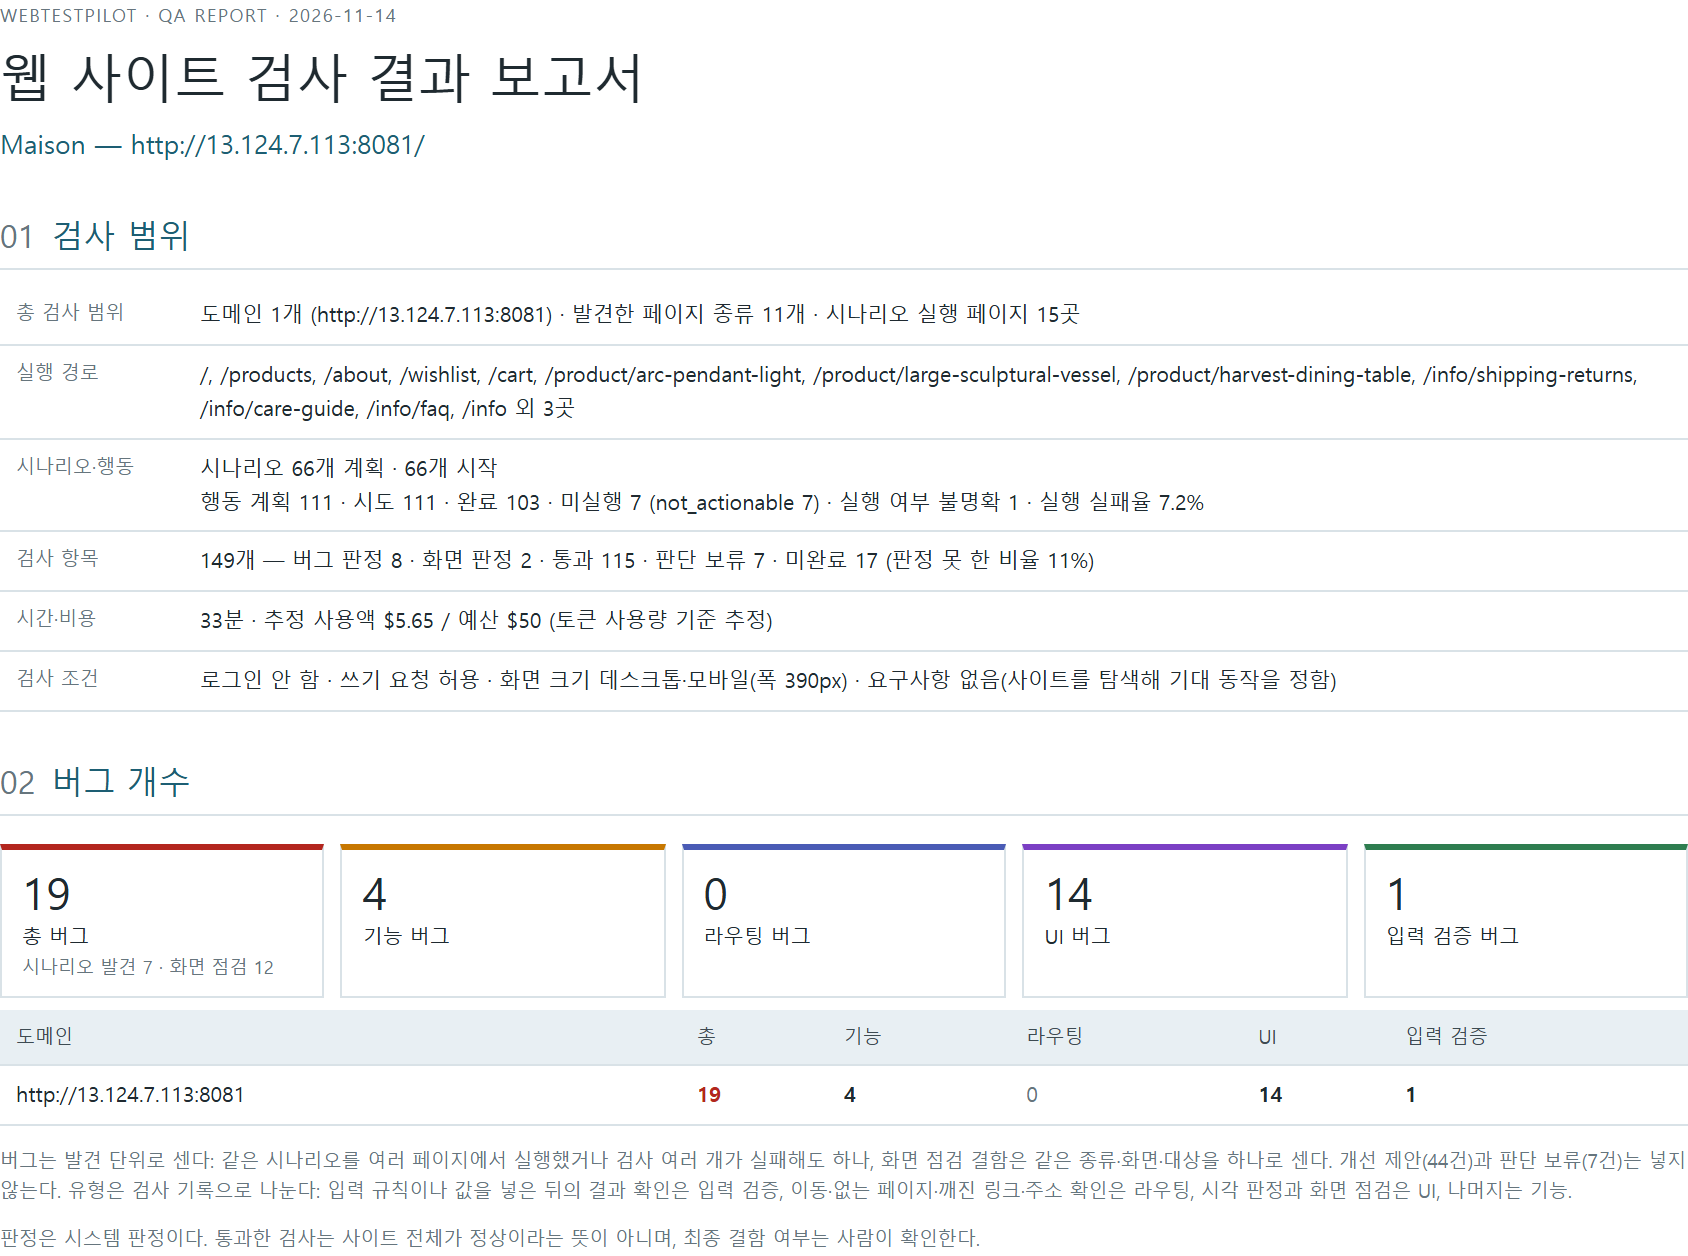 WEBTESTPILOT · QA REPORT · 2026-11-14
웹 사이트 검사 결과 보고서
Maison — http://13.124.7.113:8081/
01 검사 범위
총 검사 범위 도메인 1개 (http://13.124.7.113:8081) · 발견한 페이지 종류 11개 · 시나리오 실행 페이지 15곳
실행 경로 /, /products, /about, /wishlist, /cart, /product/arc-pendant-light, /product/large-sculptural-vessel, /product/harvest-dining-table, /info/shipping-returns,
/info/care-guide, /info/faq, /info 외 3곳
시나리오·행동 시나리오 66개 계획 · 66개 시작
행동 계획 111 · 시도 111 · 완료 103 · 미실행 7 (not_actionable 7) · 실행 여부 불명확 1 · 실행 실패율 7.2%
검사 항목 149개 — 버그 판정 8 · 화면 판정 2 · 통과 115 · 판단 보류 7 · 미완료 17 (판정 못 한 비율 11%)
시간·비용 33분 · 추정 사용액 $5.65 / 예산 $50 (토큰 사용량 기준 추정)
검사 조건 로그인 안 함 · 쓰기 요청 허용 · 화면 크기 데스크톱·모바일(폭 390px) · 요구사항 없음(사이트를 탐색해 기대 동작을 정함)
02 버그 개수
19 4 0 14 1
총 버그 기능 버그 라우팅 버그 UI 버그 입력 검증 버그
시나리오 발견 7 · 화면 점검 12
도메인 총 기능 라우팅 UI 입력 검증
http://13.124.7.113:8081 19 4 0 14 1
버그는 발견 단위로 센다: 같은 시나리오를 여러 페이지에서 실행했거나 검사 여러 개가 실패해도 하나, 화면 점검 결함은 같은 종류·화면·대상을 하나로 센다. 개선 제안(44건)과 판단 보류(7건)는 넣지
않는다. 유형은 검사 기록으로 나눈다: 입력 규칙이나 값을 넣은 뒤의 결과 확인은 입력 검증, 이동·없는 페이지·깨진 링크·주소 확인은 라우팅, 시각 판정과 화면 점검은 UI, 나머지는 기능.
판정은 시스템 판정이다. 통과한 검사는 사이트 전체가 정상이라는 뜻이 아니며, 최종 결함 여부는 사람이 확인한다.